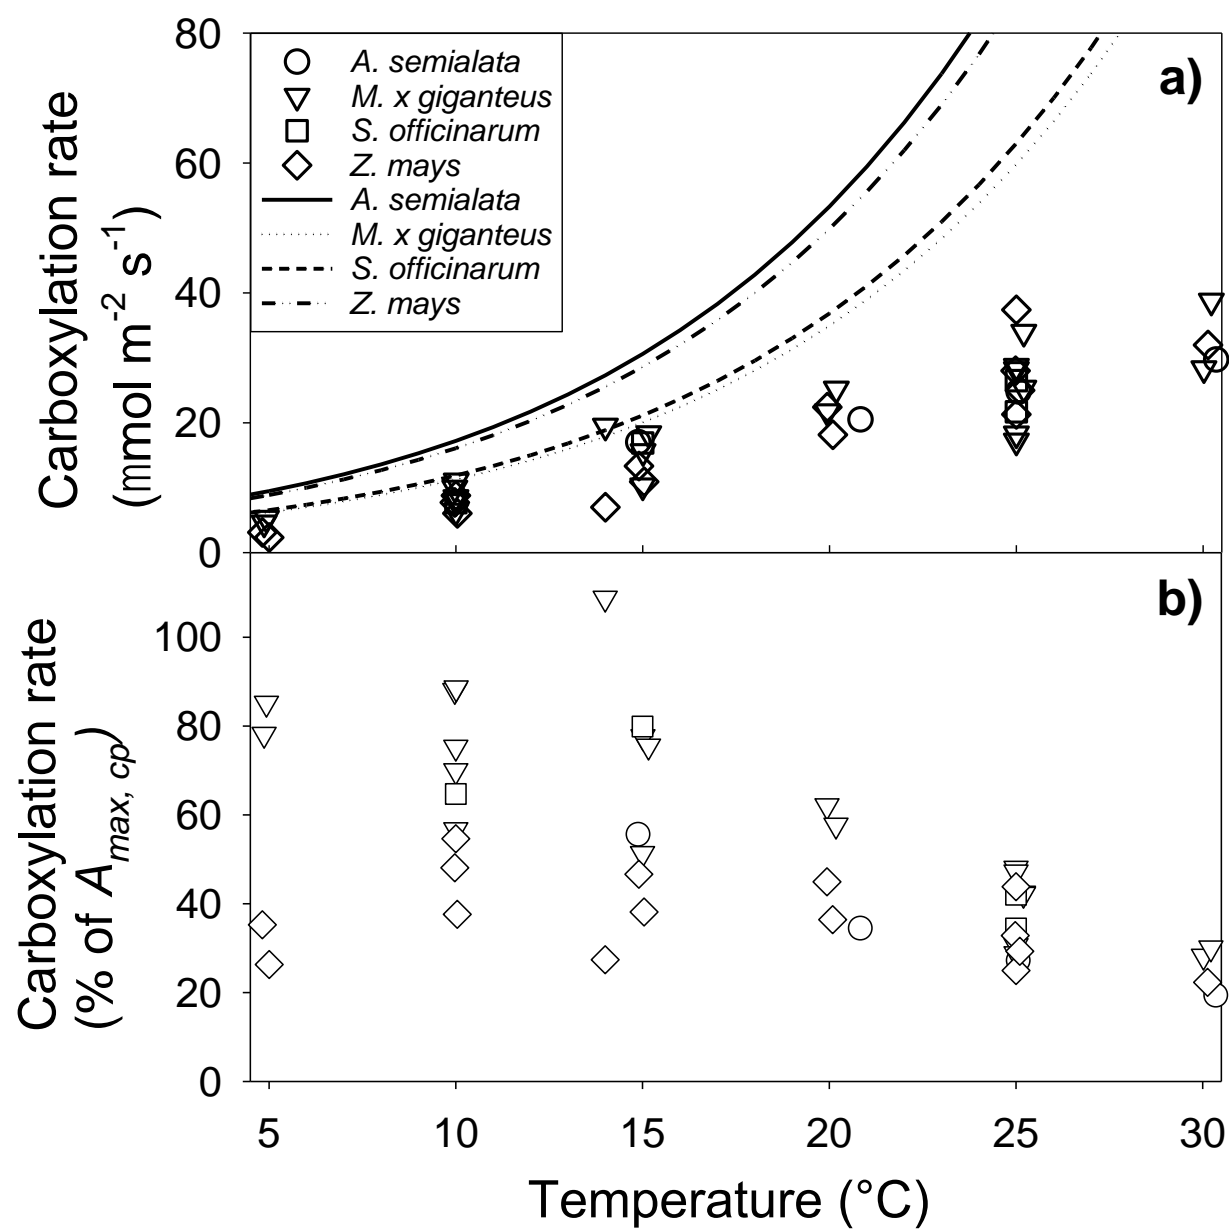 80
60
40
20
0
Carboxylation rate
(mmol m-2 s-1)
A. semialata
M. x giganteus
S. officinarum
Z. mays
A. semialata
M. x giganteus
S. officinarum
Z. mays
a)
b)
100
80
60
40
20
0
Carboxylation rate
(% of Amax, cp)
5 10 15 20 25 30
Temperature (°C)